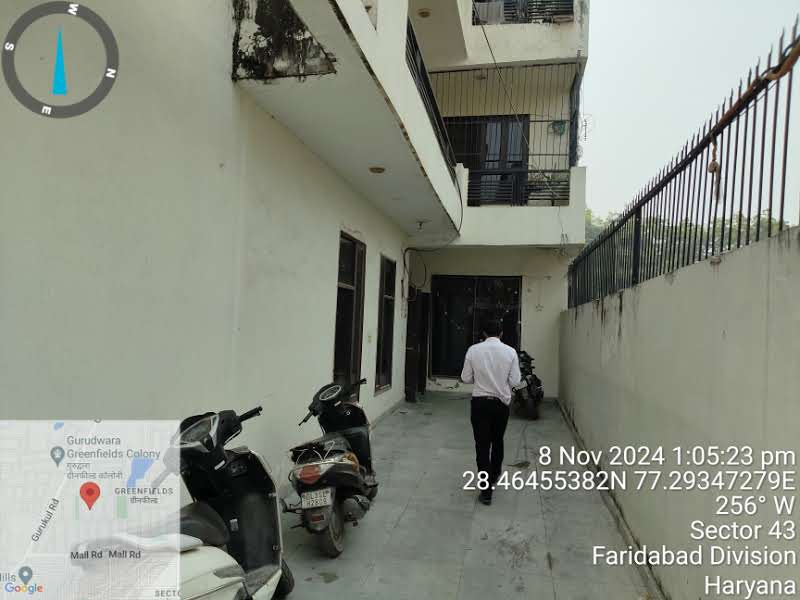 W
N
S
E
Gurudwara
Greenfields Colony
गुरुद्वारा
ग्रीनफील्ड कॉलोनी
GREENFIELDS
ग्रीनफील्ड
Gurukul Rd
Mall Rd Mall Rd
Google
8 Nov 2024 1:05:23 pm
28.46455382N 77.29347279E
256° W
Sector 43
Faridabad Division
Haryana